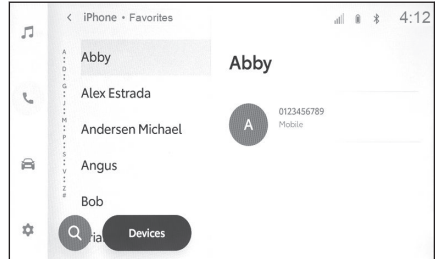 iPhone • Favorites
4:12
A
D
G
J
M
P
S
V
Z
#
Abby
Alex Estrada
Andersen Michael
Angus
Bob
Devices
Abby
A
0123456789
Mobile